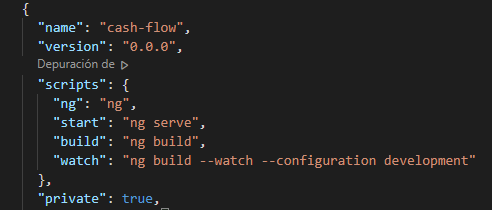 {
"name": "cash-flow",
"version": "0.0.0",
Depuración de
"scripts": {
"ng": "ng",
"start": "ng serve",
"build": "ng build",
"watch": "ng build --watch --configuration development"
},
"private": true,